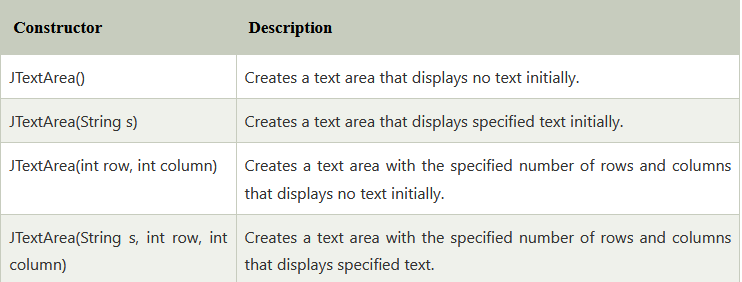 Constructor Description
JTextArea() Creates a text area that displays no text initially.
JTextArea(String s) Creates a text area that displays specified text initially.
JTextArea(int row, int column) Creates a text area with the specified number of rows and columns
that displays no text initially.
JTextArea(String s, int row, int Creates a text area with the specified number of rows and columns
column) that displays specified text.